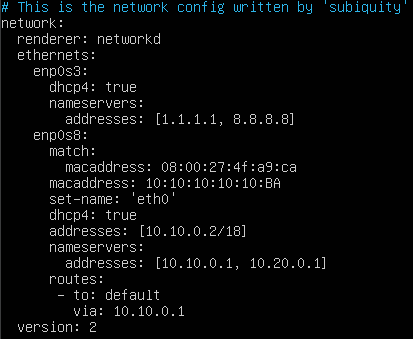 # This is the network config written by 'subiquity'
network:
  renderer: networkd
  ethernets:
    enp0s3:
      dhcp4: true
      nameservers:
        addresses: [1.1.1.1, 8.8.8.8]
    enp0s8:
      match:
        macaddress: 08:00:27:4f:a9:ca
      macaddress: 10:10:10:10:10:BA
      set-name: 'eth0'
      dhcp4: true
      addresses: [10.10.0.2/18]
      nameservers:
        addresses: [10.10.0.1, 10.20.0.1]
      routes:
       - to: default
         via: 10.10.0.1
  version: 2